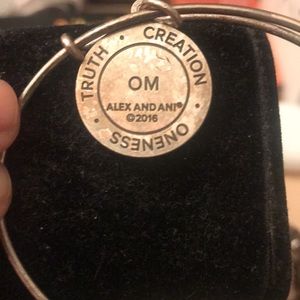 TRUTH · CREATION · ONENESS ·
OM
ALEX AND ANI®
©2016